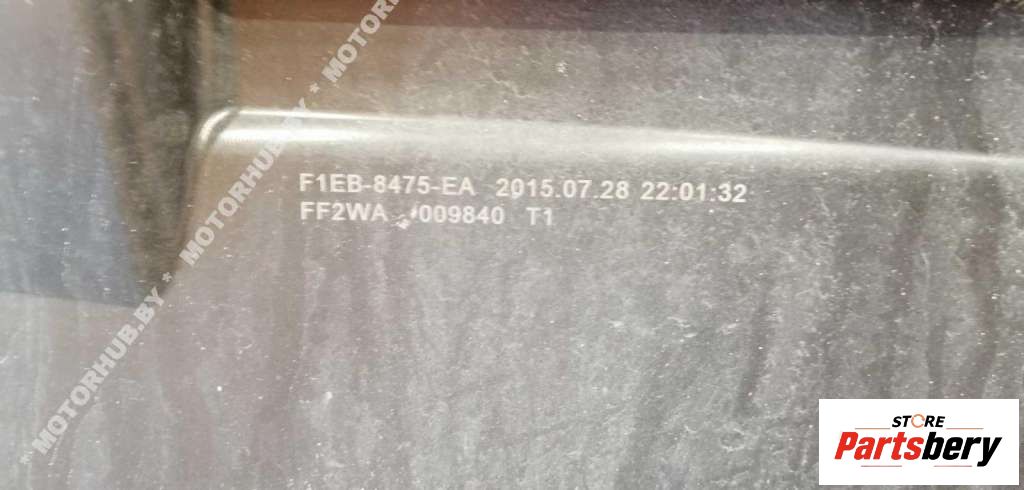 MOTORHUB.BY * MOTORHUB.BY * MOTORHUB
F1EB-8475-EA 2015.07.28 22:01:32
FF2WA 009840 T1
STORE
Partsbery